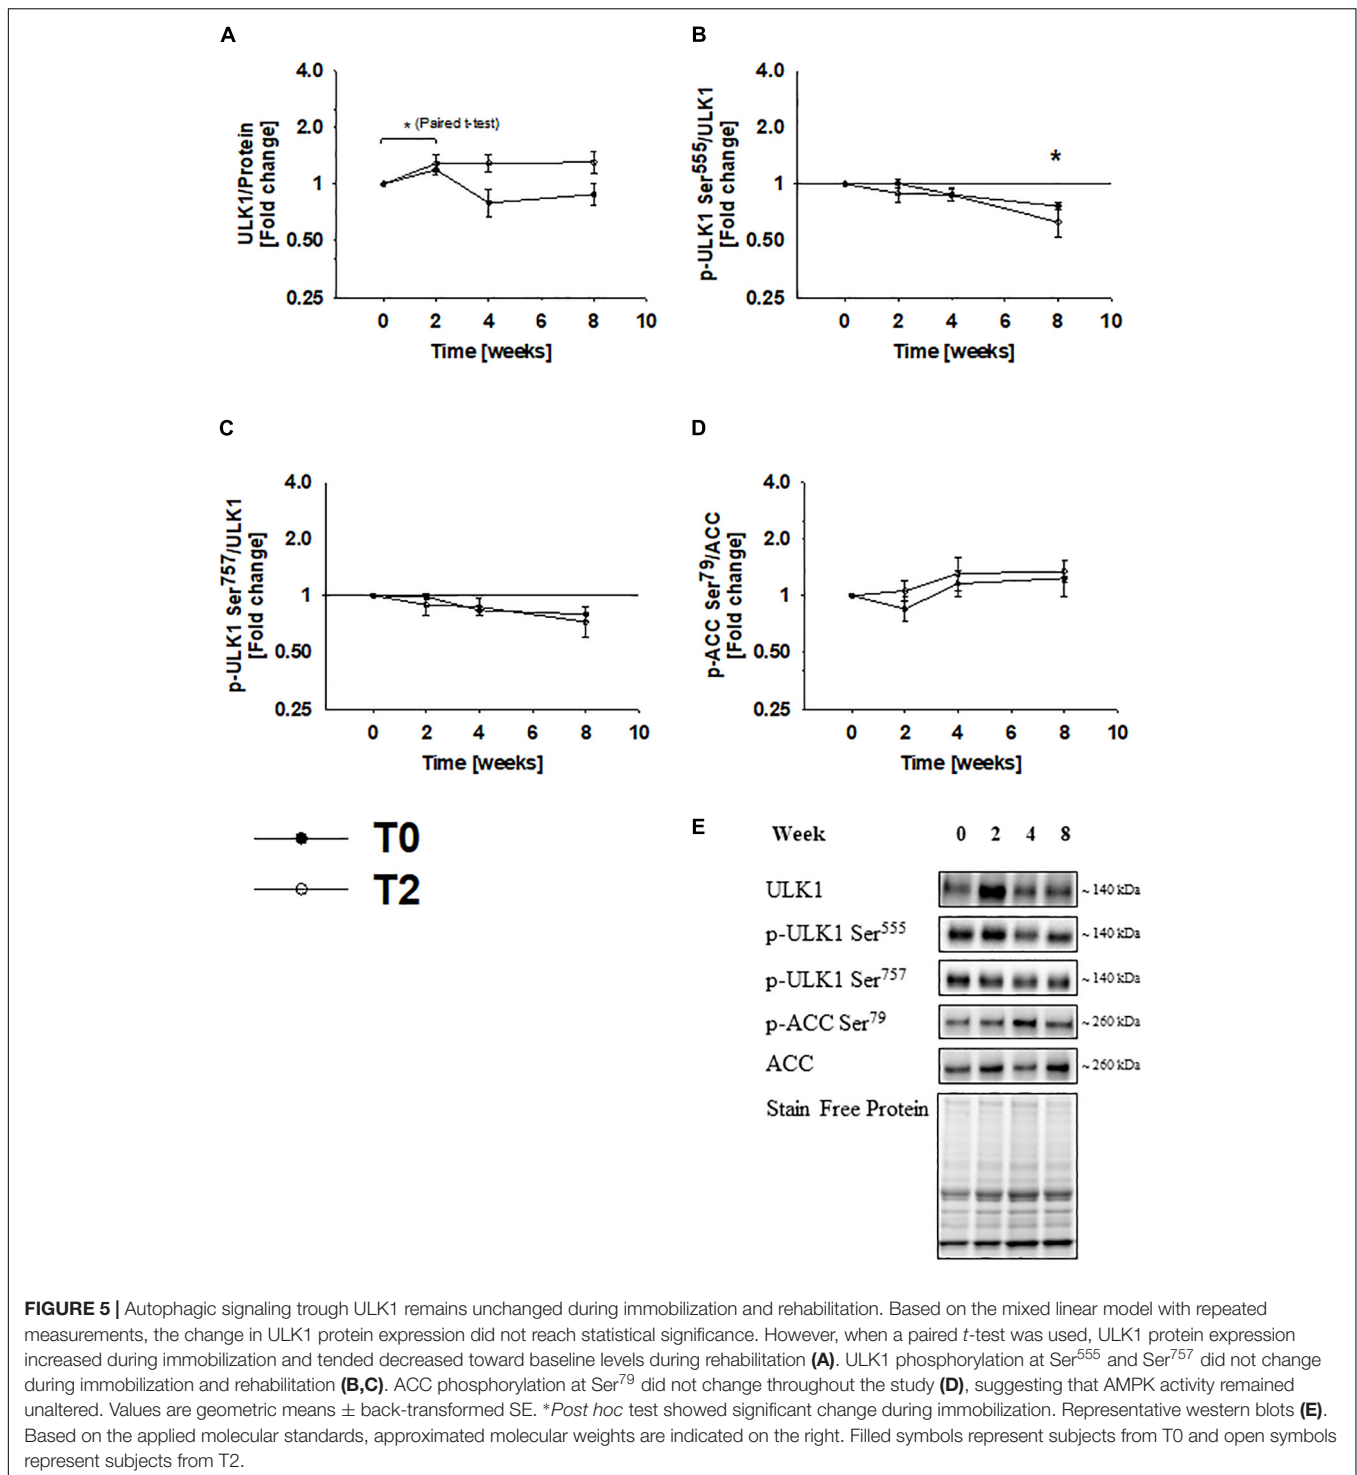 A
4.0
2.0
1
0.50
0.25
ULK1/Protein
[Fold change]
* (Paired t-test)
0 2 4 6 8 10
Time [weeks]
B
4.0
2.0
1
0.50
0.25
p-ULK1 Ser⁵⁵⁵/ULK1
[Fold change]
*
0 2 4 6 8 10
Time [weeks]
C
4.0
2.0
1
0.50
0.25
p-ULK1 Ser⁷⁵⁷/ULK1
[Fold change]
0 2 4 6 8 10
Time [weeks]
D
4.0
2.0
1
0.50
0.25
p-ACC Ser⁷⁹/ACC
[Fold change]
0 2 4 6 8 10
Time [weeks]
T0
T2
E
Week 0 2 4 8
ULK1 ~ 140 kDa
p-ULK1 Ser⁵⁵⁵ ~ 140 kDa
p-ULK1 Ser⁷⁵⁷ ~ 140 kDa
p-ACC Ser⁷⁹ ~ 260 kDa
ACC ~ 260 kDa
Stain Free Protein
FIGURE 5 | Autophagic signaling trough ULK1 remains unchanged during immobilization and rehabilitation. Based on the mixed linear model with repeated
measurements, the change in ULK1 protein expression did not reach statistical significance. However, when a paired t-test was used, ULK1 protein expression
increased during immobilization and tended decreased toward baseline levels during rehabilitation (A). ULK1 phosphorylation at Ser⁵⁵⁵ and Ser⁷⁵⁷ did not change
during immobilization and rehabilitation (B,C). ACC phosphorylation at Ser⁷⁹ did not change throughout the study (D), suggesting that AMPK activity remained
unaltered. Values are geometric means ± back-transformed SE. *Post hoc test showed significant change during immobilization. Representative western blots (E).
Based on the applied molecular standards, approximated molecular weights are indicated on the right. Filled symbols represent subjects from T0 and open symbols
represent subjects from T2.